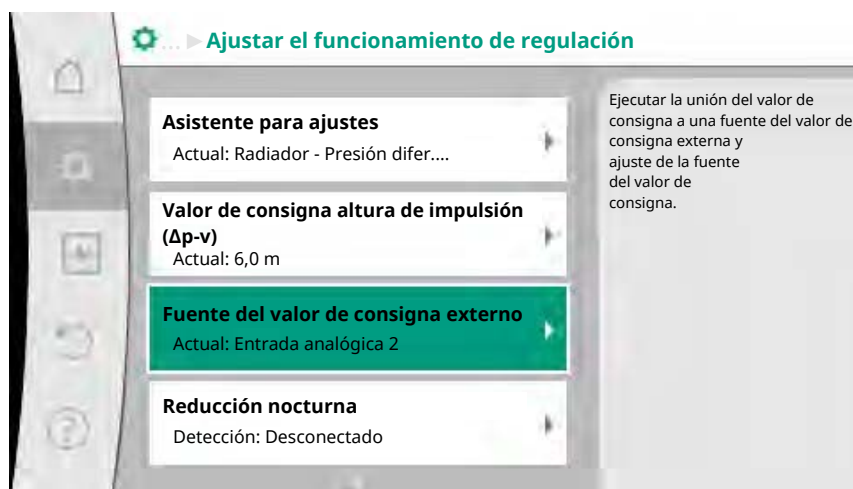 ... ▶ Ajustar el funcionamiento de regulación
Asistente para ajustes
Actual: Radiador - Presión difer....
Valor de consigna altura de impulsión
(Δp-v)
Actual: 6,0 m
Fuente del valor de consigna externo
Actual: Entrada analógica 2
Reducción nocturna
Detección: Desconectado
Ejecutar la unión del valor de
consigna a una fuente del valor de
consigna externa y
ajuste de la fuente
del valor de
consigna.